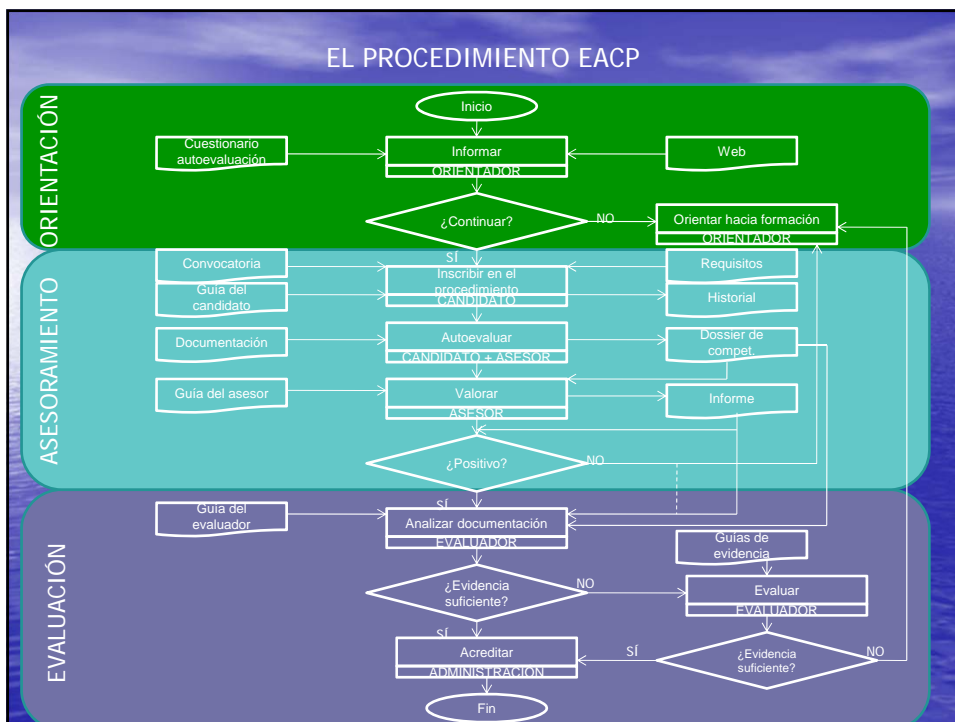 EL PROCEDIMIENTO EACP
ORIENTACIÓN
Inicio
Cuestionario
autoevaluación
Informar
ORIENTADOR
Web
¿Continuar?
NO
Orientar hacia formación
ORIENTADOR
SÍ
ASESORAMIENTO
Convocatoria
Inscribir en el
procedimiento
CANDIDATO
Requisitos
Guía del
candidato
Historial
Documentación
Autoevaluar
CANDIDATO + ASESOR
Dossier de
compet.
Guía del asesor
Valorar
ASESOR
Informe
¿Positivo?
NO
SÍ
EVALUACIÓN
Guía del
evaluador
Analizar documentación
EVALUADOR
Guías de
evidencia
¿Evidencia
suficiente?
NO
Evaluar
EVALUADOR
SÍ
Acreditar
ADMINISTRACIÓN
SÍ
¿Evidencia
suficiente?
NO
Fin